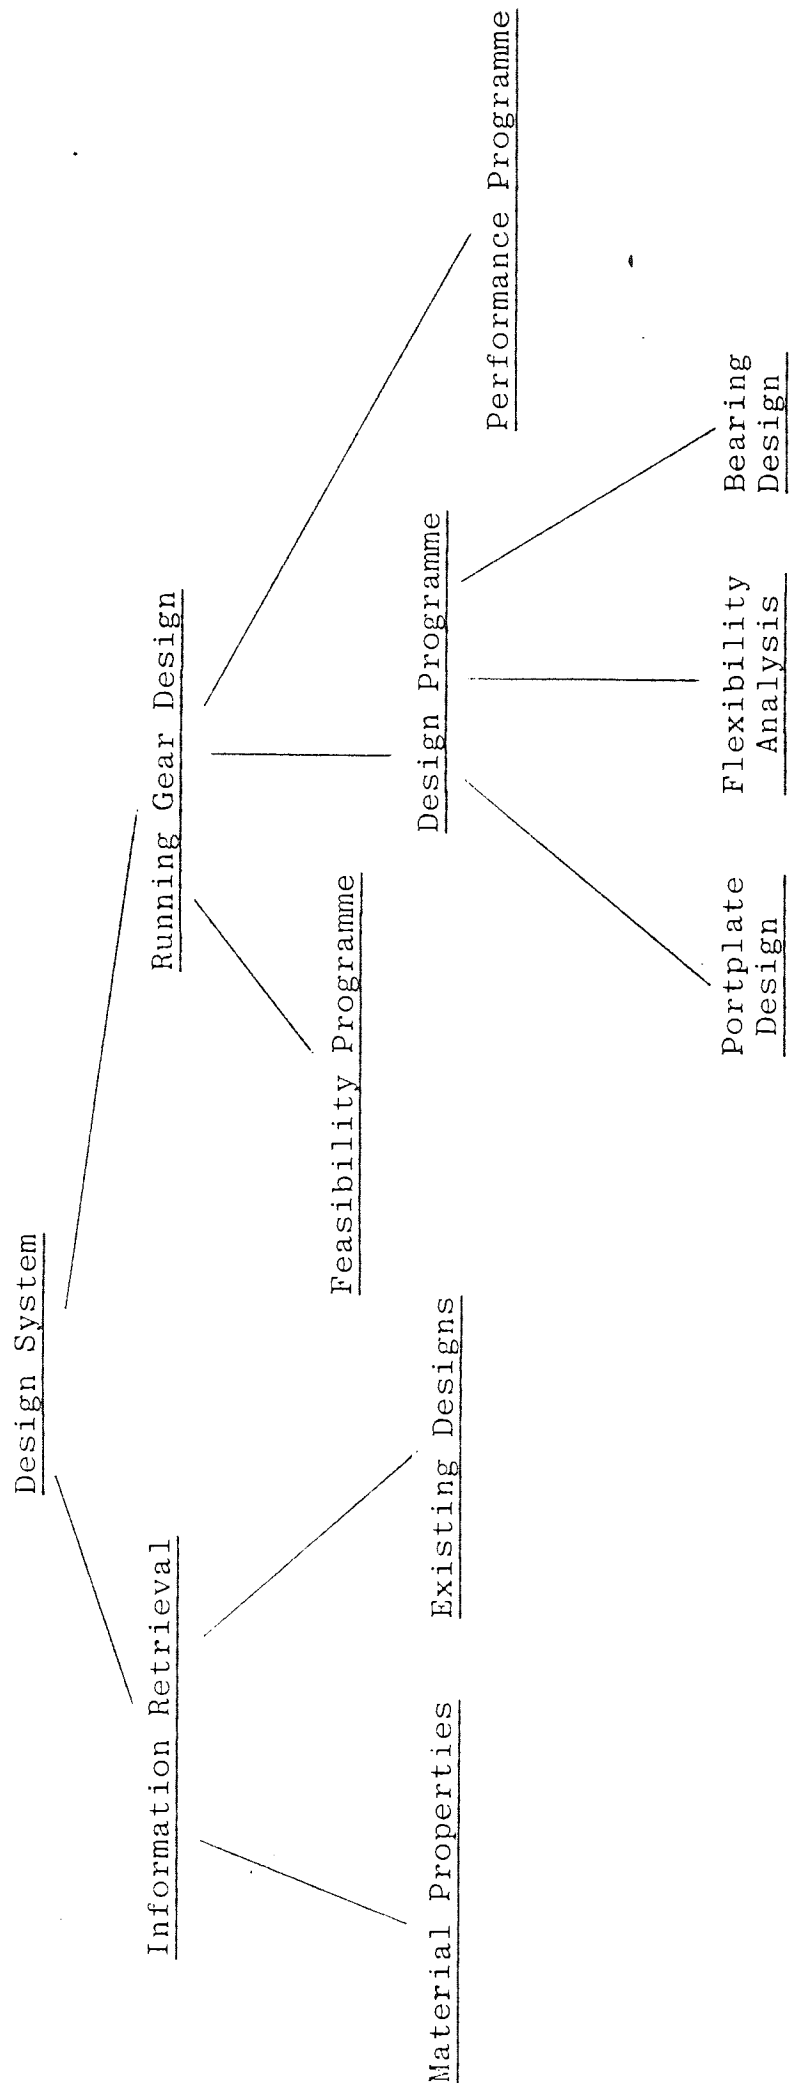 Design System
Information Retrieval
Running Gear Design
Material Properties
Existing Designs
Feasibility Programme
Design Programme
Performance Programme
Portplate
Design
Flexibility
Analysis
Bearing
Design